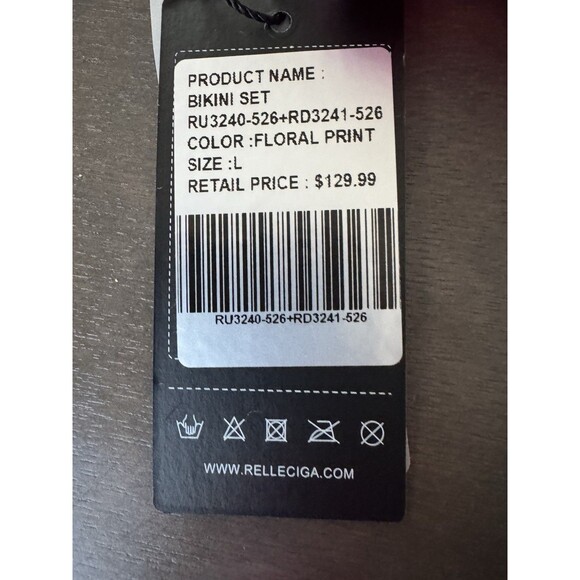 PRODUCT NAME :
BIKINI SET
RU3240-526+RD3241-526
COLOR :FLORAL PRINT
SIZE :L
RETAIL PRICE : $129.99
RU3240-526+RD3241-526
WWW.RELLECIGA.COM